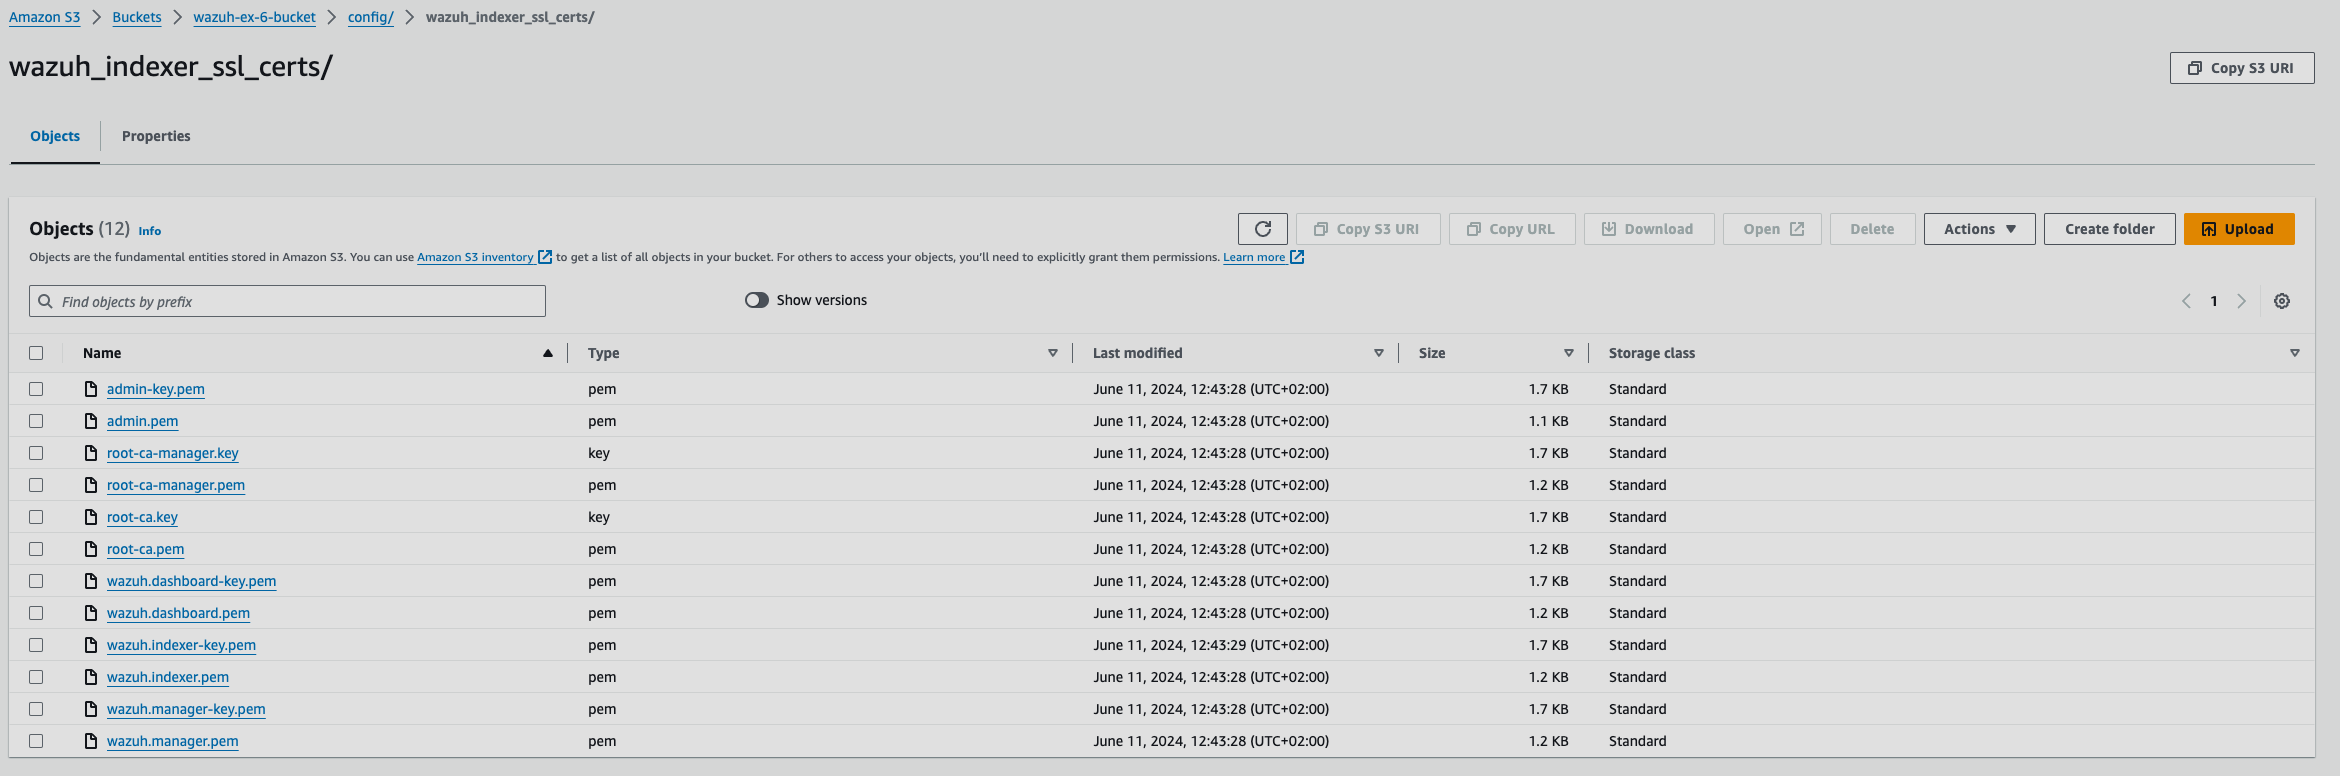 Amazon S3 > Buckets > wazuh-ex-6-bucket > config/ > wazuh_indexer_ssl_certs/
wazuh_indexer_ssl_certs/
Copy S3 URI
Objects Properties
Objects (12) Info
Copy S3 URI Copy URL Download Open Delete Actions Create folder Upload
Objects are the fundamental entities stored in Amazon S3. You can use Amazon S3 inventory to get a list of all objects in your bucket. For others to access your objects, you'll need to explicitly grant them permissions. Learn more
Find objects by prefix
Show versions
1
Name Type Last modified Size Storage class
admin-key.pem pem June 11, 2024, 12:43:28 (UTC+02:00) 1.7 KB Standard
admin.pem pem June 11, 2024, 12:43:28 (UTC+02:00) 1.1 KB Standard
root-ca-manager.key key June 11, 2024, 12:43:28 (UTC+02:00) 1.7 KB Standard
root-ca-manager.pem pem June 11, 2024, 12:43:28 (UTC+02:00) 1.2 KB Standard
root-ca.key key June 11, 2024, 12:43:28 (UTC+02:00) 1.7 KB Standard
root-ca.pem pem June 11, 2024, 12:43:28 (UTC+02:00) 1.2 KB Standard
wazuh.dashboard-key.pem pem June 11, 2024, 12:43:28 (UTC+02:00) 1.7 KB Standard
wazuh.dashboard.pem pem June 11, 2024, 12:43:28 (UTC+02:00) 1.2 KB Standard
wazuh.indexer-key.pem pem June 11, 2024, 12:43:29 (UTC+02:00) 1.7 KB Standard
wazuh.indexer.pem pem June 11, 2024, 12:43:28 (UTC+02:00) 1.2 KB Standard
wazuh.manager-key.pem pem June 11, 2024, 12:43:28 (UTC+02:00) 1.7 KB Standard
wazuh.manager.pem pem June 11, 2024, 12:43:28 (UTC+02:00) 1.2 KB Standard